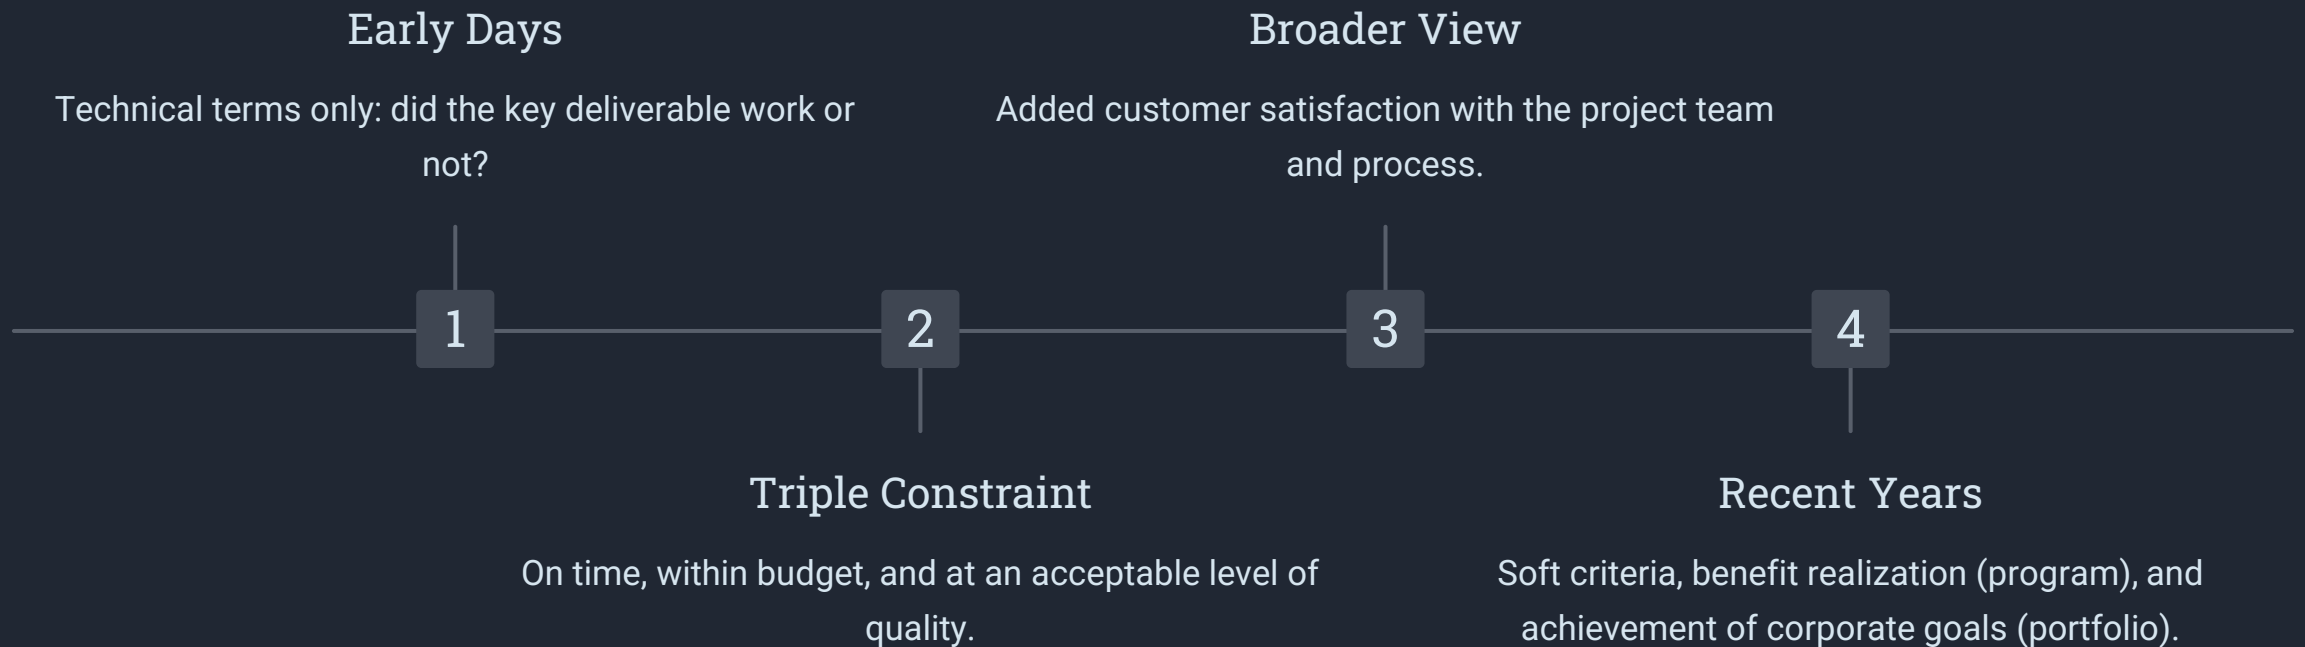 Early Days
Technical terms only: did the key deliverable work or
not?
Broader View
Added customer satisfaction with the project team
and process.
1
2
3
4
Triple Constraint
On time, within budget, and at an acceptable level of
quality.
Recent Years
Soft criteria, benefit realization (program), and
achievement of corporate goals (portfolio).